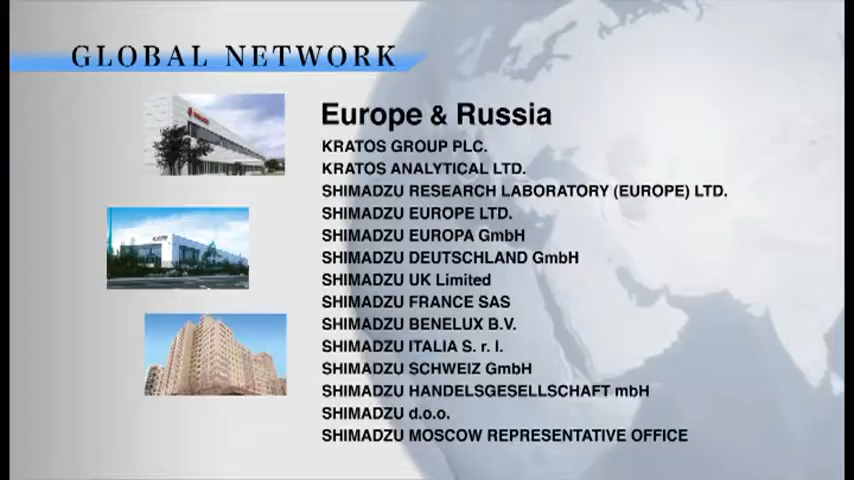 GLOBAL NETWORK
Europe & Russia
KRATOS GROUP PLC.
KRATOS ANALYTICAL LTD.
SHIMADZU RESEARCH LABORATORY (EUROPE) LTD.
SHIMADZU EUROPE LTD.
SHIMADZU EUROPA GmbH
SHIMADZU DEUTSCHLAND GmbH
SHIMADZU UK Limited
SHIMADZU FRANCE SAS
SHIMADZU BENELUX B.V.
SHIMADZU ITALIA S. r. l.
SHIMADZU SCHWEIZ GmbH
SHIMADZU HANDELSGESELLSCHAFT mbH
SHIMADZU d.o.o.
SHIMADZU MOSCOW REPRESENTATIVE OFFICE